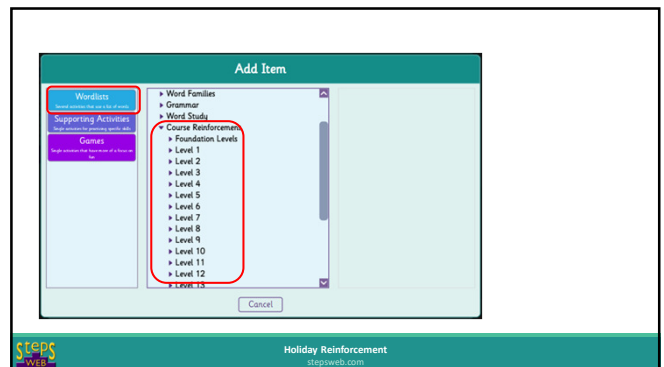 Add Item
Wordlists
Several activities that use a list of words
Supporting Activities
Single activities for practising specific skills
Games
Single activities that have more of a focus on fun
Word Families
Grammar
Word Study
Course Reinforcement
Foundation Levels
Level 1
Level 2
Level 3
Level 4
Level 5
Level 6
Level 7
Level 8
Level 9
Level 10
Level 11
Level 12
Level 13
Cancel
steps
WEB
Holiday Reinforcement
stepsweb.com